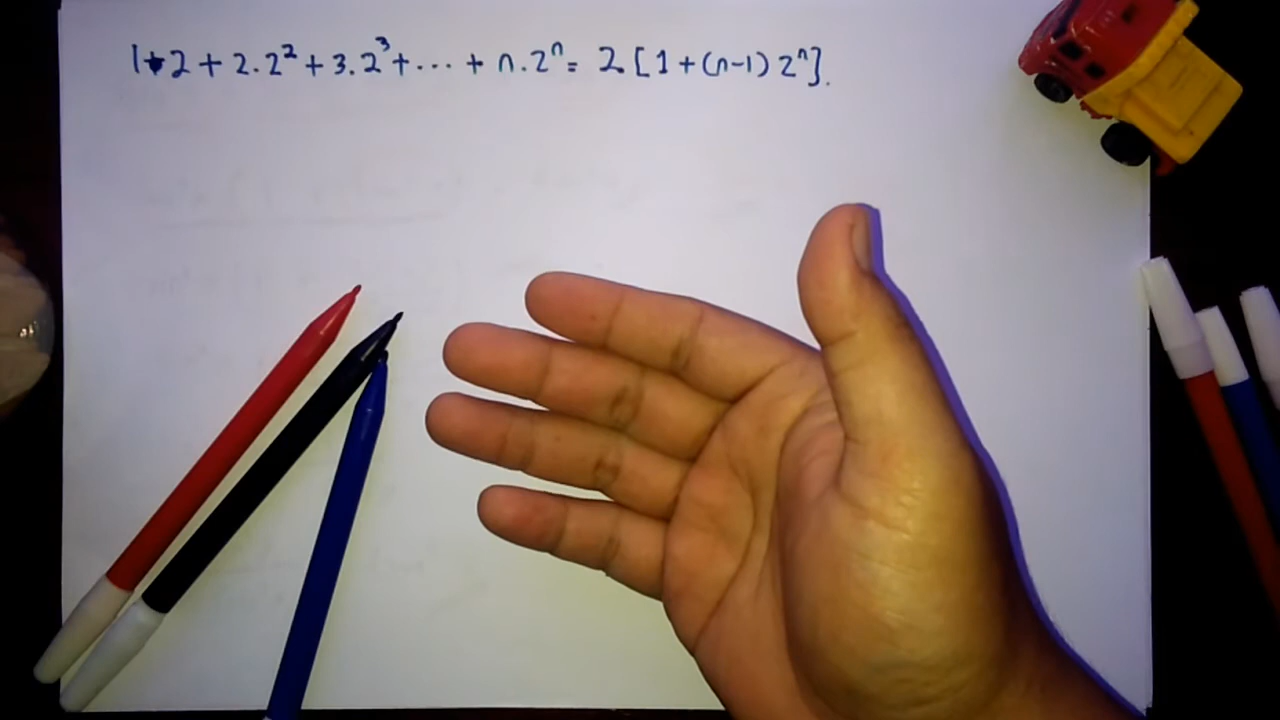 1·2 + 2.2² + 3.2³ + ... + n.2ⁿ = 2[1+(n-1)2ⁿ].